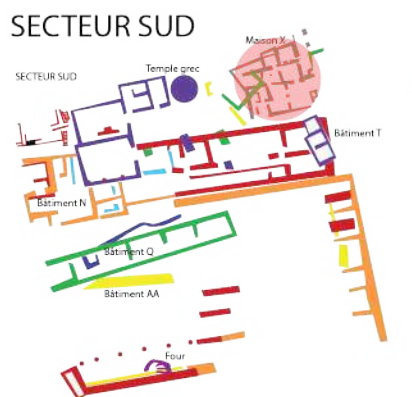 SECTEUR SUD
Maison X
Temple grec
SECTEUR SUD
Bâtiment T
Bâtiment N
Bâtiment Q
Bâtiment AA
Four